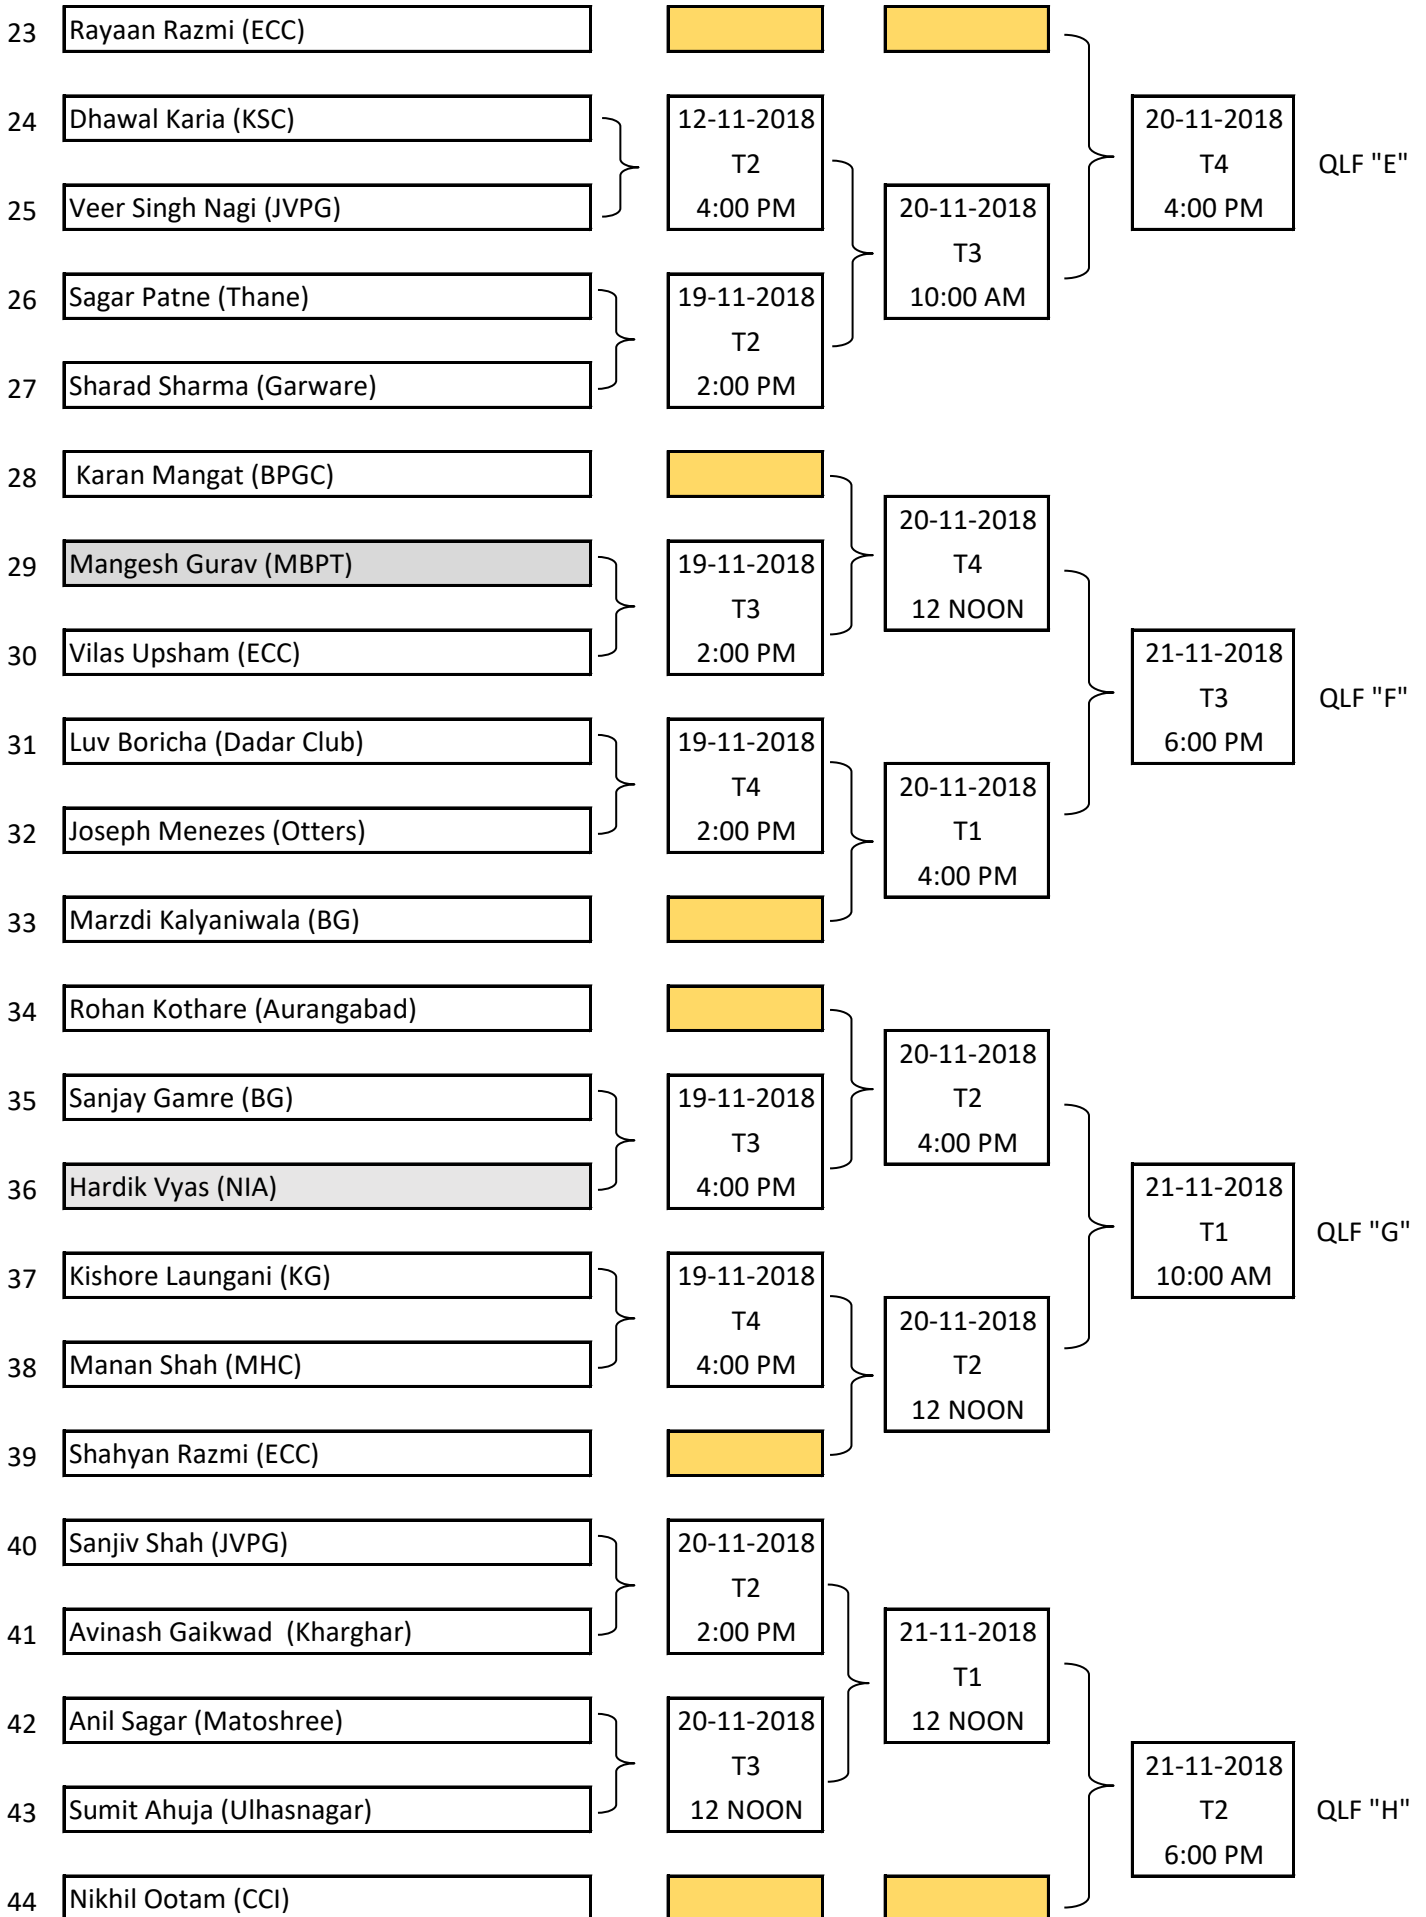 23 Rayaan Razmi (ECC)
24 Dhawal Karia (KSC)
25 Veer Singh Nagi (JVPG)
12-11-2018
T2
4:00 PM
26 Sagar Patne (Thane)
27 Sharad Sharma (Garware)
19-11-2018
T2
2:00 PM
20-11-2018
T3
10:00 AM
20-11-2018
T4
4:00 PM
QLF "E"
28 Karan Mangat (BPGC)
29 Mangesh Gurav (MBPT)
30 Vilas Upsham (ECC)
19-11-2018
T3
2:00 PM
20-11-2018
T4
12 NOON
31 Luv Boricha (Dadar Club)
32 Joseph Menezes (Otters)
19-11-2018
T4
2:00 PM
33 Marzdi Kalyaniwala (BG)
20-11-2018
T1
4:00 PM
21-11-2018
T3
6:00 PM
QLF "F"
34 Rohan Kothare (Aurangabad)
35 Sanjay Gamre (BG)
36 Hardik Vyas (NIA)
19-11-2018
T3
4:00 PM
20-11-2018
T2
4:00 PM
37 Kishore Laungani (KG)
38 Manan Shah (MHC)
19-11-2018
T4
4:00 PM
39 Shahyan Razmi (ECC)
20-11-2018
T2
12 NOON
21-11-2018
T1
10:00 AM
QLF "G"
40 Sanjiv Shah (JVPG)
41 Avinash Gaikwad  (Kharghar)
20-11-2018
T2
2:00 PM
42 Anil Sagar (Matoshree)
43 Sumit Ahuja (Ulhasnagar)
20-11-2018
T3
12 NOON
21-11-2018
T1
12 NOON
44 Nikhil Ootam (CCI)
21-11-2018
T2
6:00 PM
QLF "H"